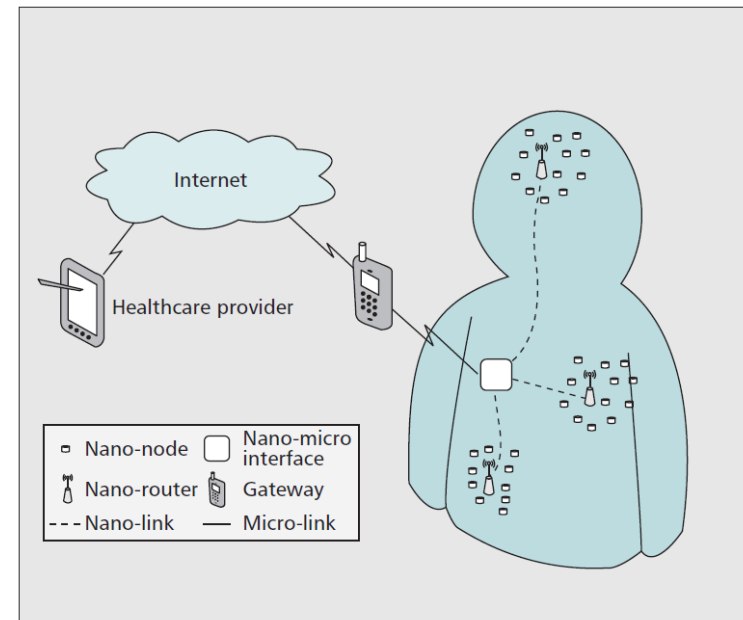 Internet
Healthcare provider
Nano-node
Nano-micro
interface
Nano-router
Gateway
Nano-link
Micro-link